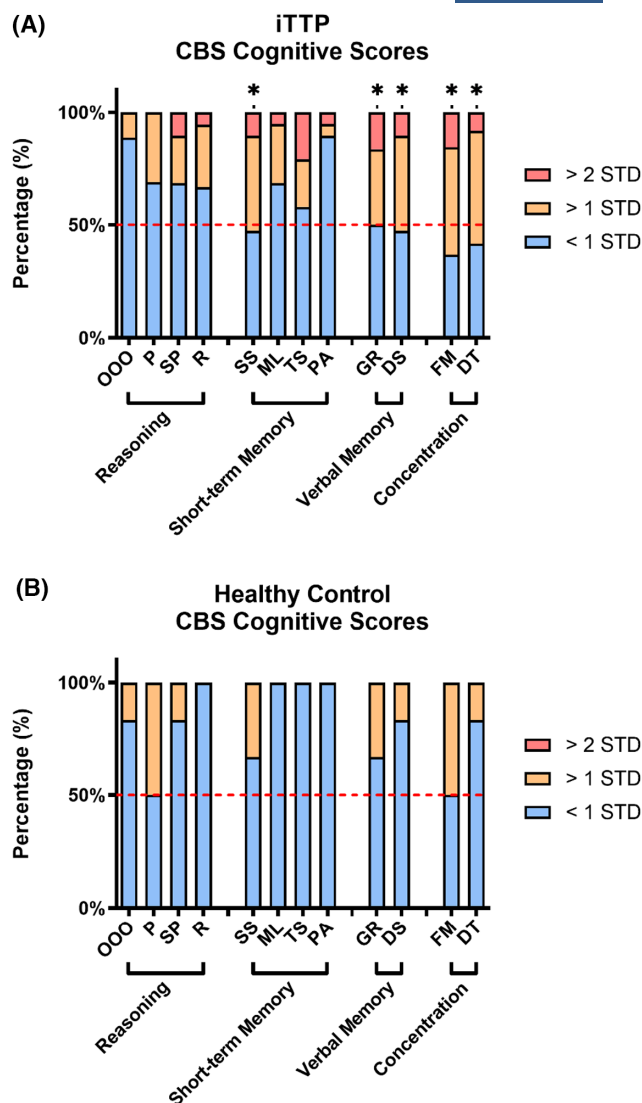 (A)
iTTP
CBS Cognitive Scores
* * * * *
100%
50%
0%
Percentage (%)
> 2 STD
> 1 STD
< 1 STD
OOO P SP R SS ML TS PA GR DS FM DT
Reasoning
Short-term Memory
Verbal Memory
Concentration
(B)
Healthy Control
CBS Cognitive Scores
100%
50%
0%
Percentage (%)
> 2 STD
> 1 STD
< 1 STD
OOO P SP R SS ML TS PA GR DS FM DT
Reasoning
Short-term Memory
Verbal Memory
Concentration